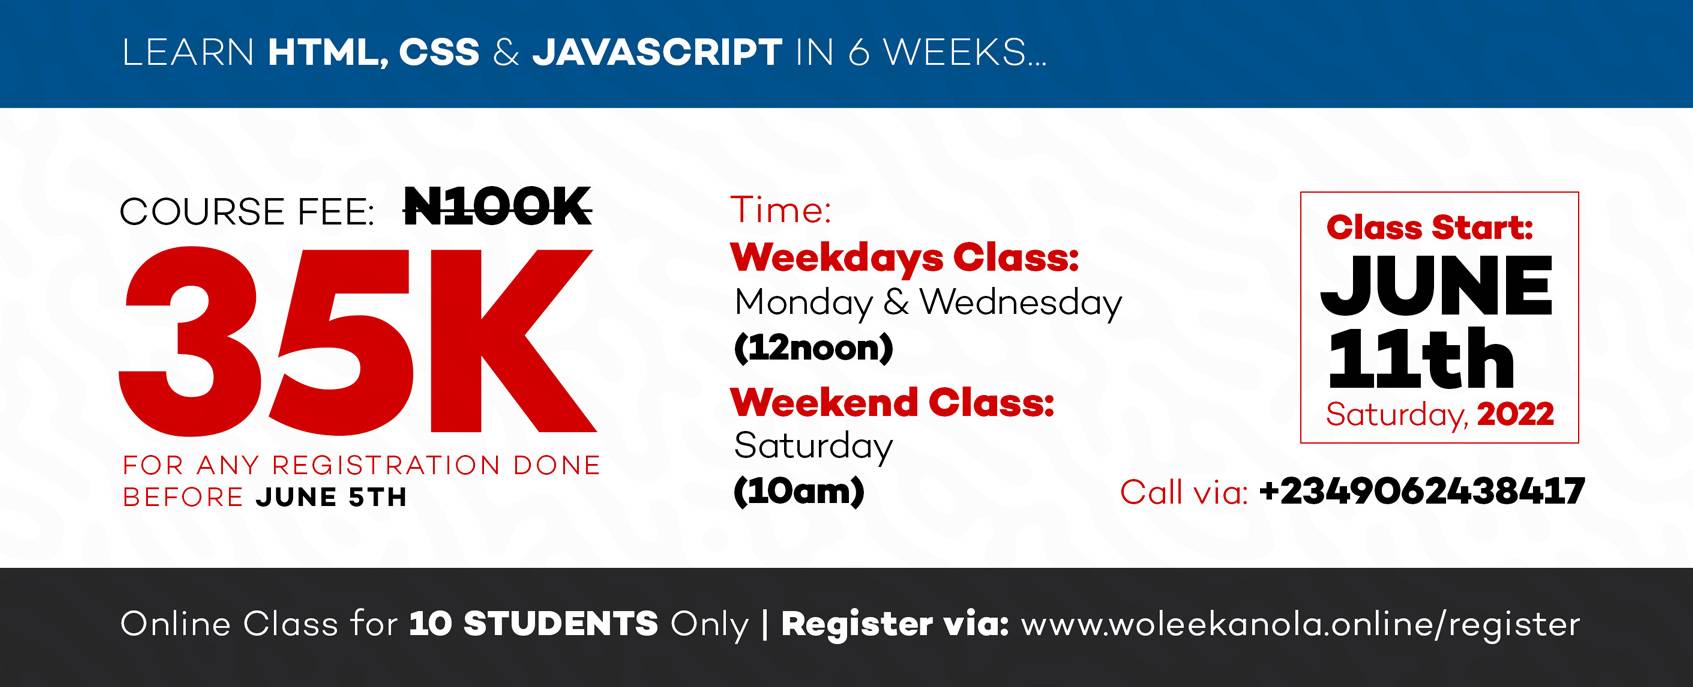 LEARN HTML, CSS & JAVASCRIPT IN 6 WEEKS...
COURSE FEE: N100K
35K
FOR ANY REGISTRATION DONE
BEFORE JUNE 5TH
Time:
Weekdays Class:
Monday & Wednesday
(12noon)
Weekend Class:
Saturday
(10am)
Class Start:
JUNE
11th
Saturday, 2022
Call via: +2349062438417
Online Class for 10 STUDENTS Only | Register via: www.woleekanola.online/register